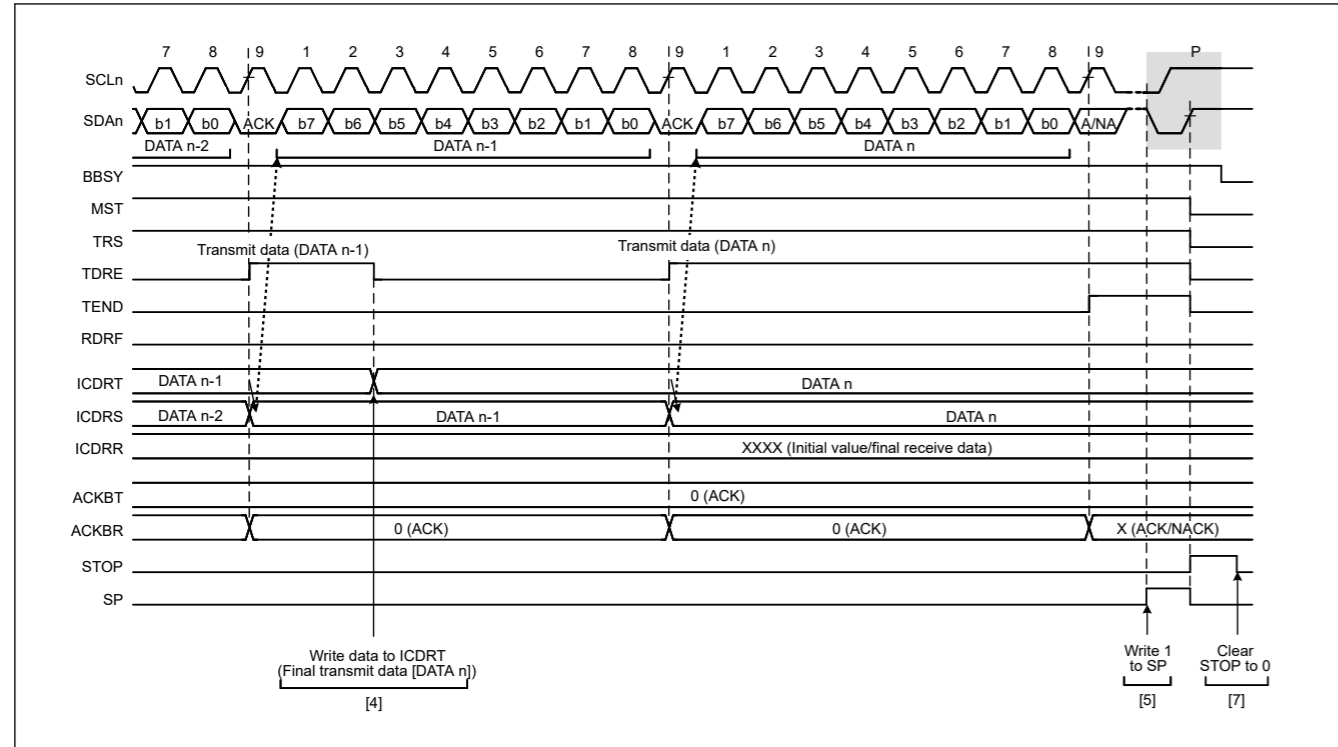 7 8 9 1 2 3 4 5 6 7 8 9 1 2 3 4 5 6 7 8 9 P
SCLn
SDAn b1 b0 ACK b7 b6 b5 b4 b3 b2 b1 b0 ACK b7 b6 b5 b4 b3 b2 b1 b0 A/NA
DATA n-2 DATA n-1 DATA n
BBSY
MST
TRS
Transmit data (DATA n-1) Transmit data (DATA n)
TDRE
TEND
RDRF
ICDRT DATA n-1 DATA n
ICDRS DATA n-2 DATA n-1 DATA n
ICDRR XXXX (Initial value/final receive data)
ACKBT 0 (ACK)
ACKBR 0 (ACK) 0 (ACK) X (ACK/NACK)
STOP
SP
Write data to ICDRT
(Final transmit data [DATA n])
[4]
Write 1
to SP
[5]
Clear
STOP to 0
[7]